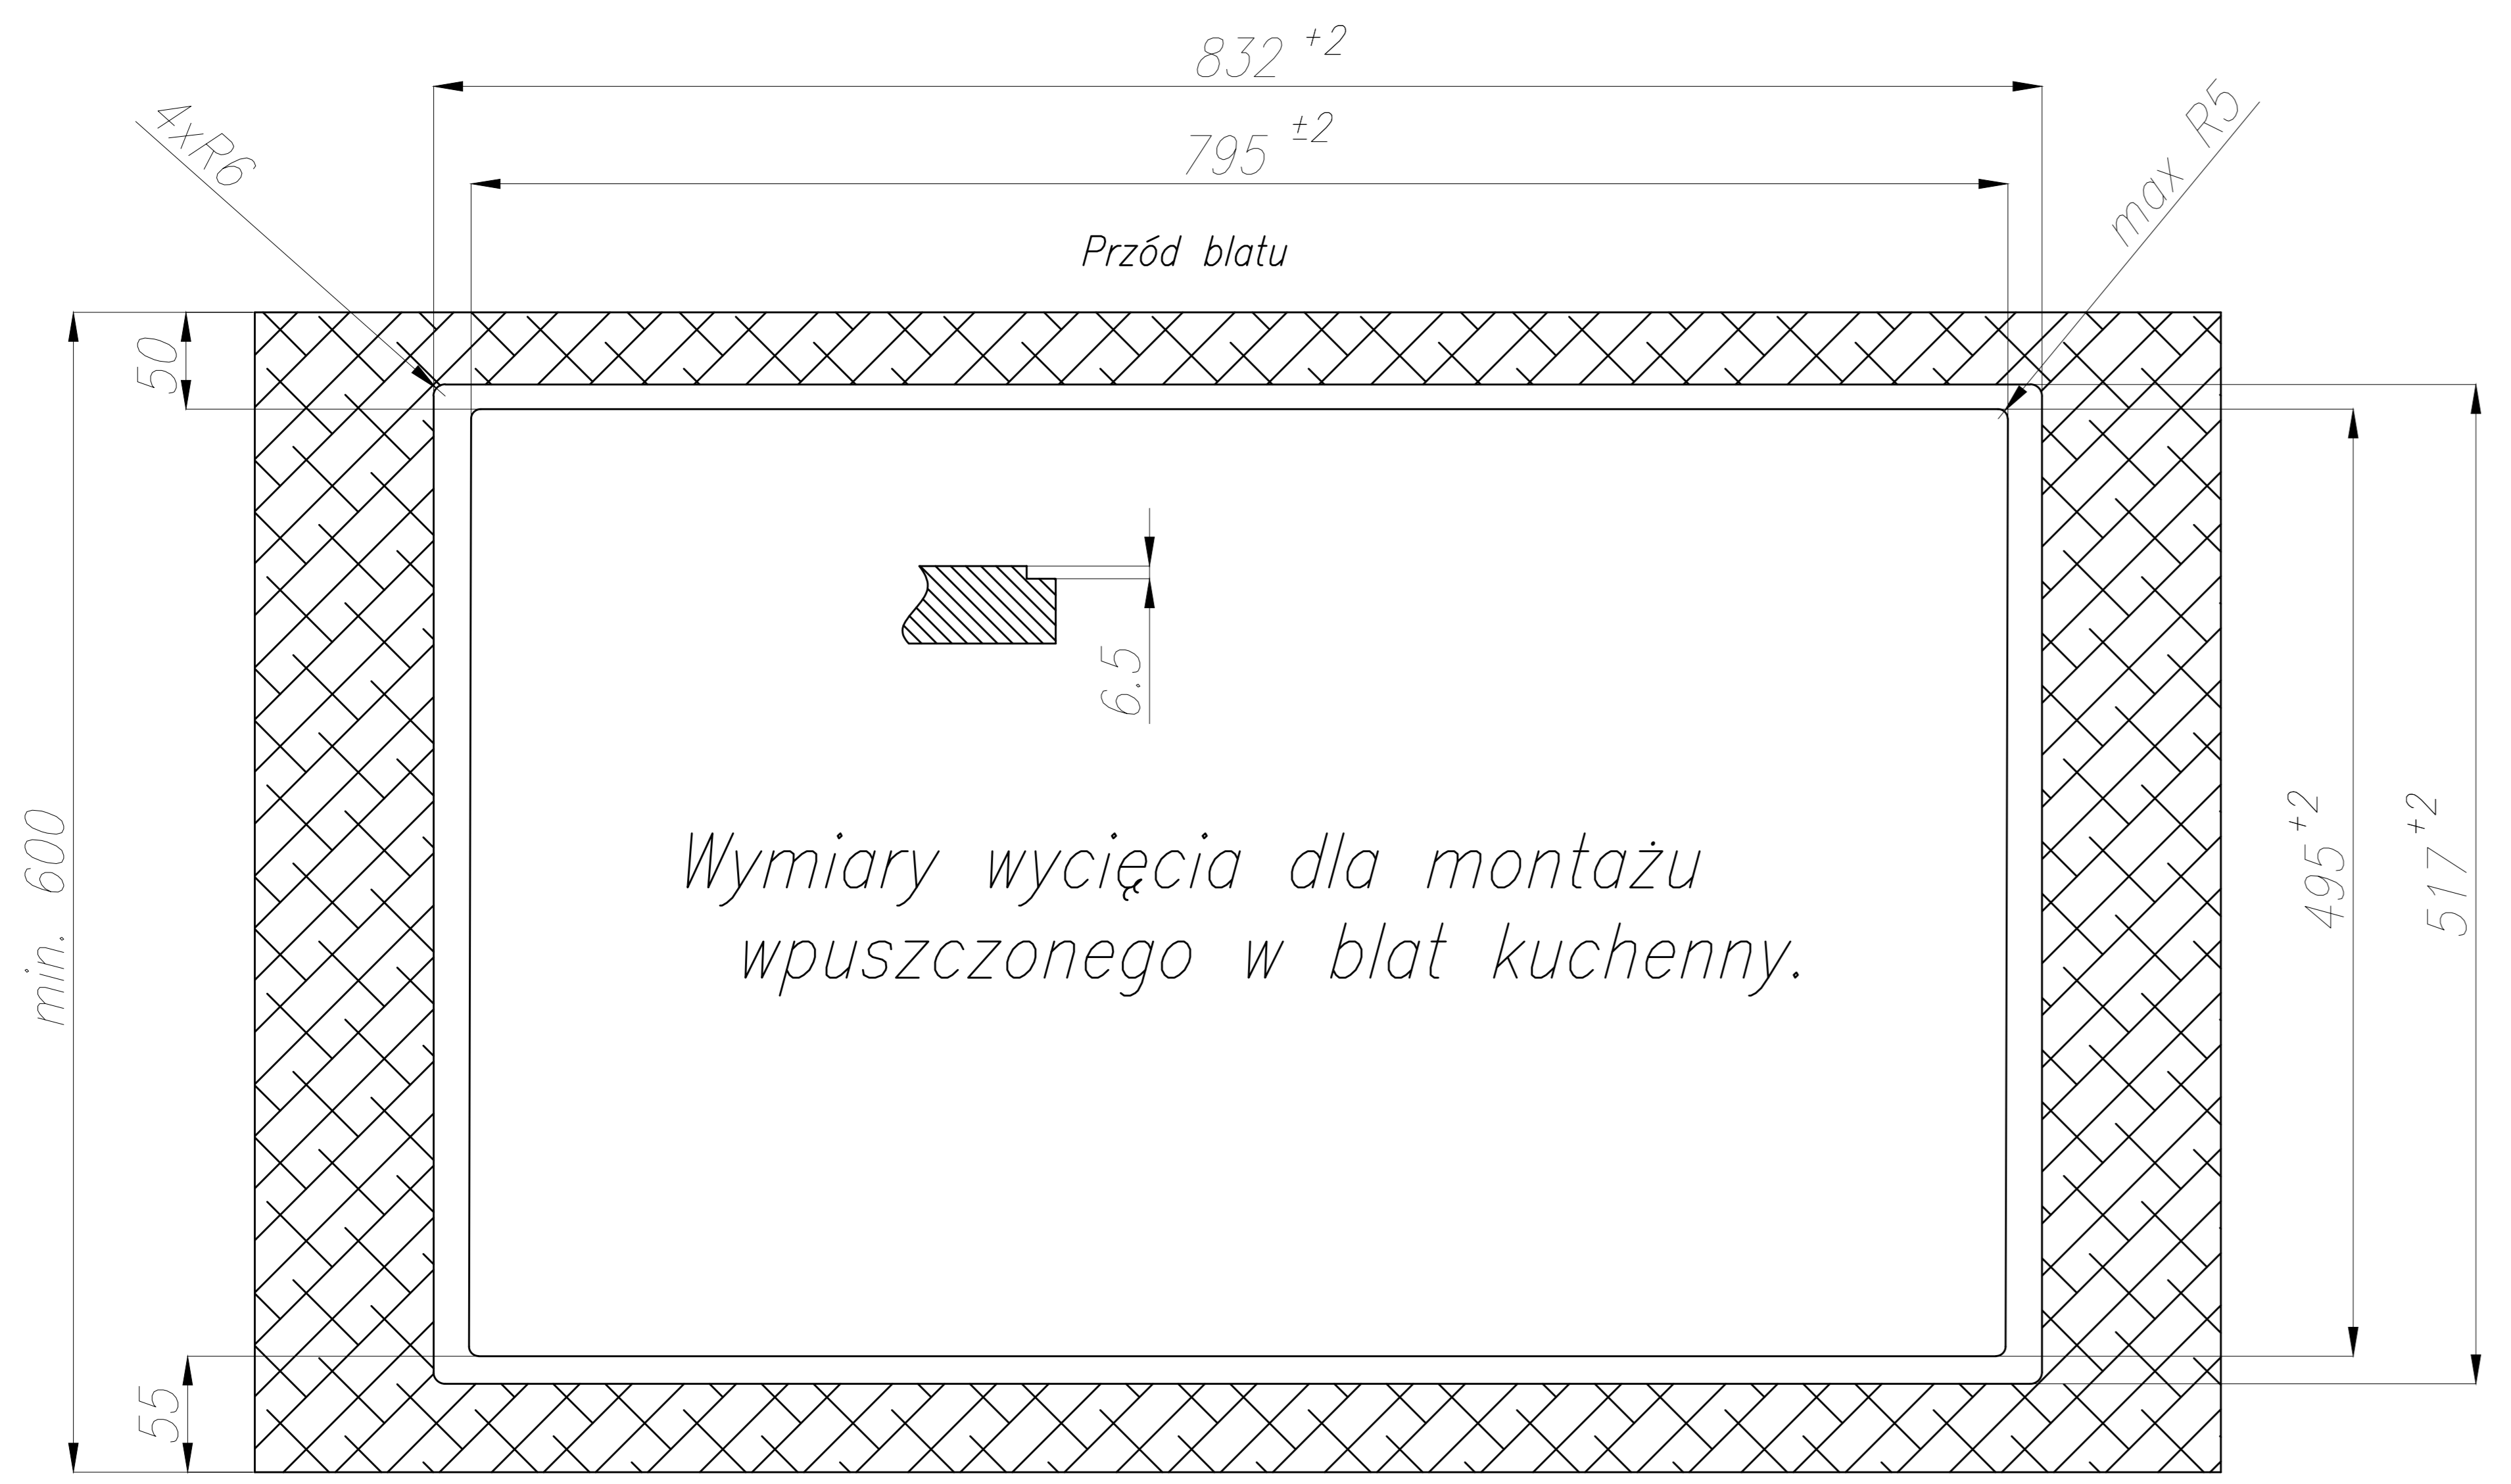 832 +2
795 ±2
4xR6
max R5
Przód blatu
50
6.5
min. 600
Wymiary wycięcia dla montażu
wpuszczonego w blat kuchenny.
495 +2
517 +2
55